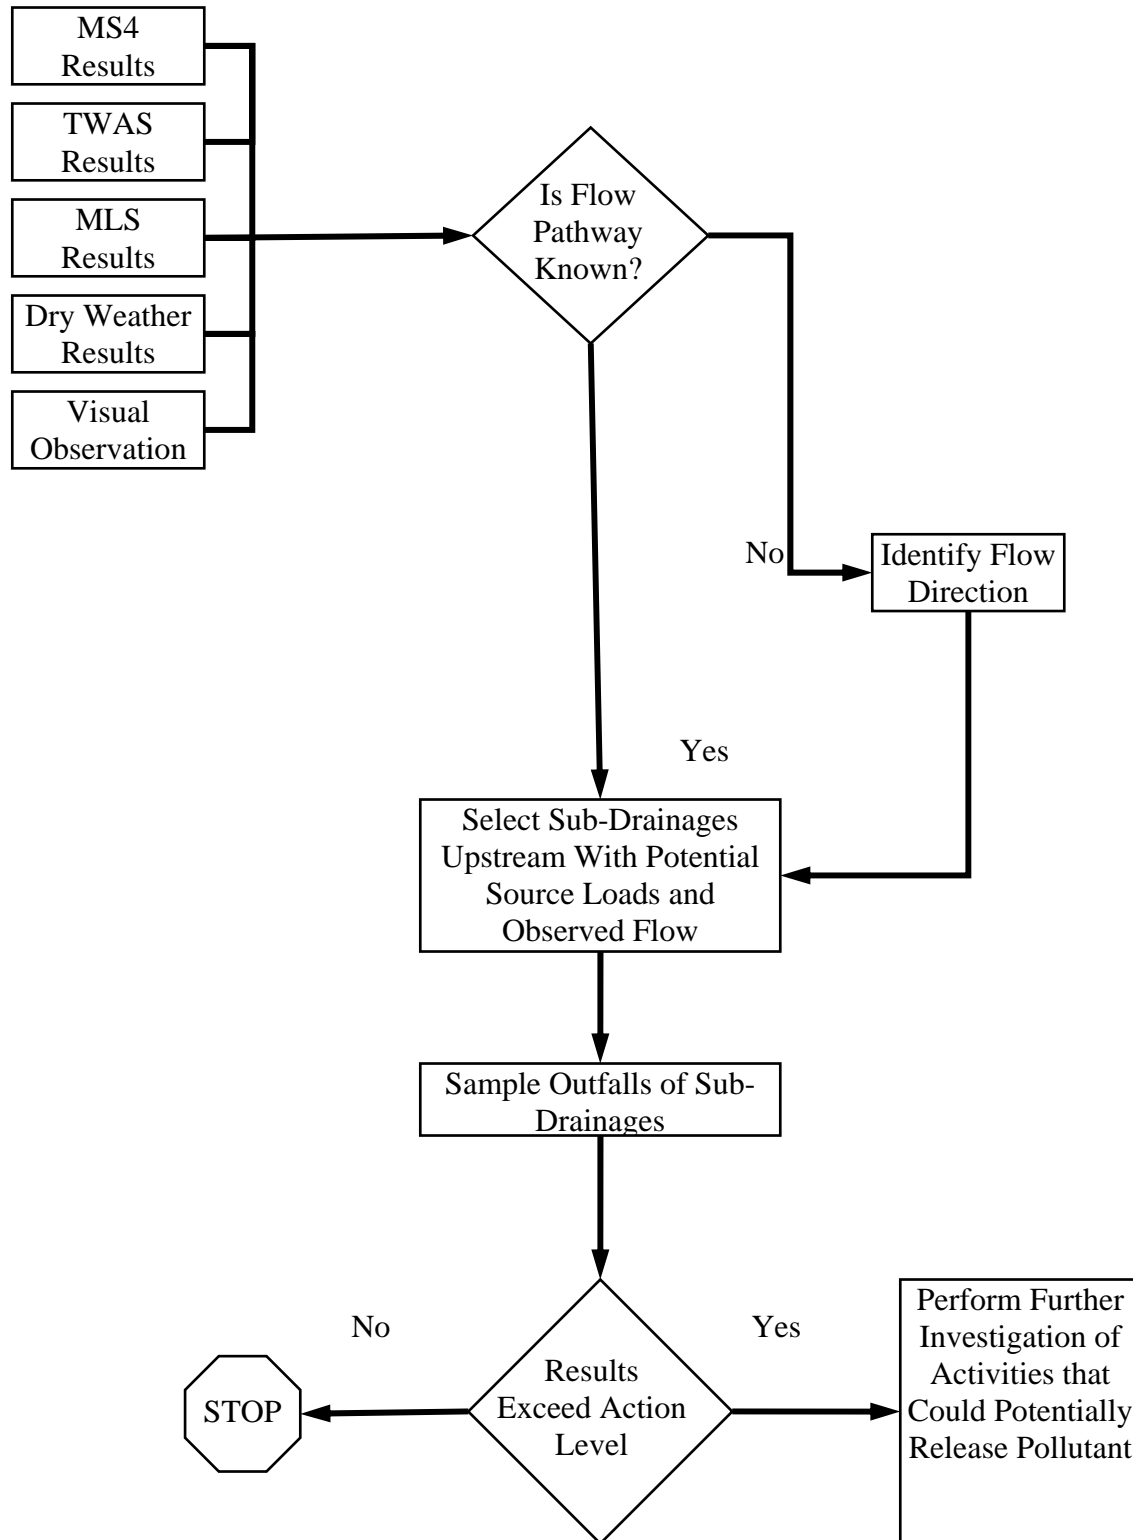 MS4
Results
TWAS
Results
MLS
Results
Dry Weather
Results
Visual
Observation
Is Flow
Pathway
Known?
No
Identify Flow
Direction
Yes
Select Sub-Drainages
Upstream With Potential
Source Loads and
Observed Flow
Sample Outfalls of Sub-
Drainages
No
Yes
STOP
Results
Exceed Action
Level
Perform Further
Investigation of
Activities that
Could Potentially
Release Pollutant